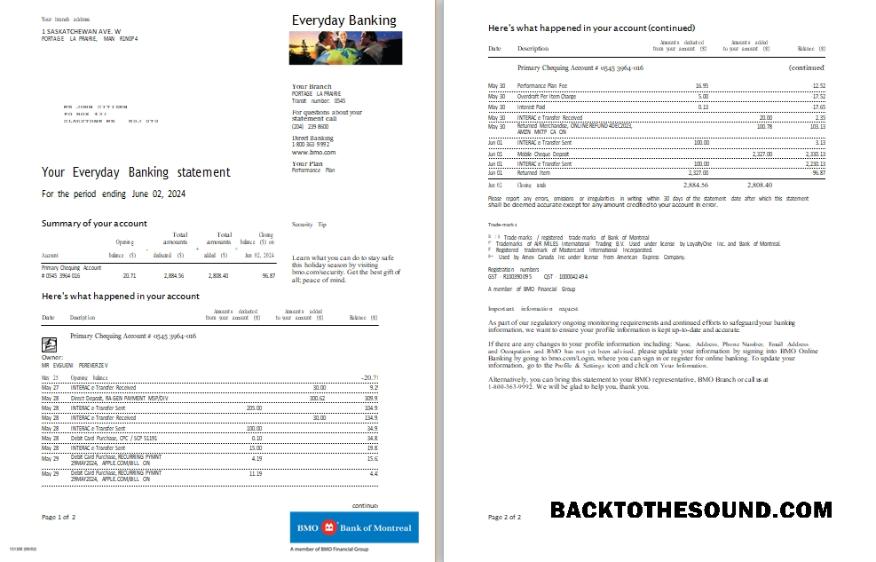 Your branch address
1 SASKATCHEWAN AVE. W
PORTAGE LA PRAIRIE, MAN R1N0P4
MR JOHN CITIZEN
PO BOX 431
GLADSTONE MB R0J 0T0
Everyday Banking
Your Branch
PORTAGE LA PRAIRIE
Transit number: 0545
For questions about your
statement call
(204) 239 8600
Direct Banking
1 800 363 9992
www.bmo.com
Your Plan
Performance Plan
Your Everyday Banking statement
For the period ending June 02, 2024
Summary of your account
Account
Opening balance ($)
Total amounts deducted ($)
Total amounts added ($)
Closing balance ($) on Jun 02, 2024
Primary Chequing Account
# 0545 3964 016 20.71 2,884.56 2,808.40 96.87
Security Tip
Learn what you can do to stay safe
this holiday season by visiting
bmo.com/security. Get the best gift of
all; peace of mind.
Here's what happened in your account
Date Description Amounts deducted from your account ($) Amounts added to your account ($) Balance ($)
Primary Chequing Account # 0545 3964-016
Owner:
MR EVGUENI PEREVERZEV
Opening balance -20.7
May 27 INTERAC e-Transfer Received 30.00 9.2
May 28 Direct Deposit, RA-GEN PAYMENT MSP/DIV 300.62 309.9
May 28 INTERAC e-Transfer Sent 205.00 104.9
May 28 INTERAC e-Transfer Received 30.00 134.9
May 28 INTERAC e-Transfer Sent 100.00 34.9
May 28 Debit Card Purchase, CPC / SCP 51191 0.10 34.8
May 28 INTERAC e-Transfer Sent 15.00 19.8
May 29 Debit Card Purchase, RECURRING PYMNT
29MAY2024, APPLE.COM/BILL ON 4.19 15.6
May 29 Debit Card Purchase, RECURRING PYMNT
29MAY2024, APPLE.COM/BILL ON 11.19 4.4
continue
Page 1 of 2
BMO Bank of Montreal
A member of BMO Financial Group
Here's what happened in your account (continued)
Date Description Amounts deducted from your account ($) Amounts added to your account ($) Balance ($)
Primary Chequing Account # 0545 3964-016 (continued
May 30 Performance Plan Fee 16.95 12.52
May 30 Overdraft Per Item Charge 5.00 17.52
May 30 Interest Paid 0.13 17.65
May 30 INTERAC e-Transfer Received 20.00 2.35
May 30 Returned Merchandise, ONLINE REFUND 4DEC2023,
AMZN MKTP CA ON 100.78 103.13
Jun 01 INTERAC e-Transfer Sent 100.00 3.13
Jun 01 Mobile Cheque Deposit 2,327.00 2,330.13
Jun 01 INTERAC e-Transfer Sent 100.00 2,230.13
Jun 01 Returned Item 2,327.00 96.87
Jun 02 Closing totals 2,884.56 2,808.40
Please report any errors, omissions or irregularities in writing within 30 days of the statement date after which this statement
shall be deemed accurate except for any amount credited to your account in error.
Trademarks
Trade marks / registered trade marks of Bank of Montreal
Trademarks of AIR MILES International Trading B.V. Used under license by LoyaltyOne Inc. and Bank of Montreal.
Registered trademark of Mastercard International Incorporated.
Used by Amex Canada Inc under license from American Express Company.
Registration numbers
GST - R100390095 QST - 1000042494
A member of BMO Financial Group
Important information request
As part of our regulatory ongoing monitoring requirements and continued efforts to safeguard your banking
information, we want to ensure your profile information is kept up-to-date and accurate.
If there are any changes to your profile information including: Name, Address, Phone Number, Email Address
and Occupation and BMO has not yet been advised, please update your information by signing into BMO Online
Banking by going to bmo.com/Login, where you can sign in or register for online banking. To update your
information, go to the Profile & Settings icon and click on Your Information.
Alternatively, you can bring this statement to your BMO representative, BMO Branch or call us at
1-800-363-9992. We will be glad to help you, thank you.
Page 2 of 2
BACKTOTHESOUND.COM